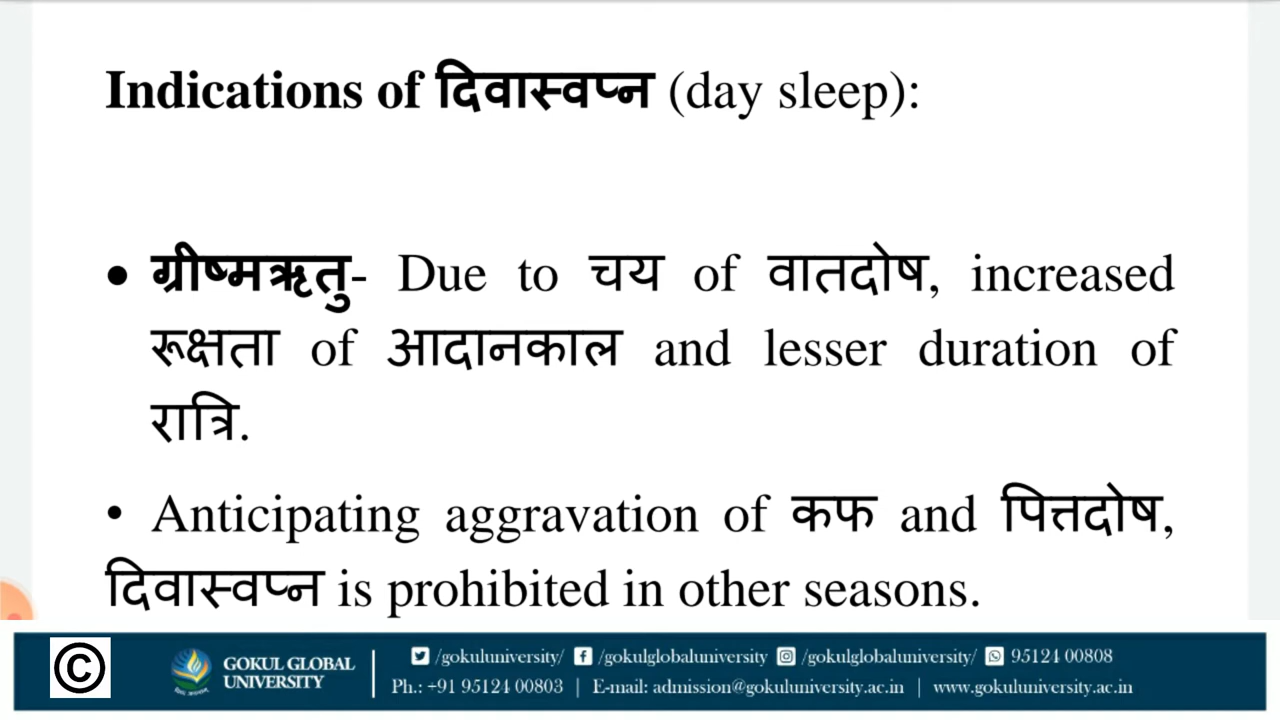 Indications of दिवास्वप्न (day sleep):
• ग्रीष्मऋतु- Due to चय of वातदोष, increased
रूक्षता of आदानकाल and lesser duration of
रात्रि.
• Anticipating aggravation of कफ and पित्तदोष,
दिवास्वप्न is prohibited in other seasons.
©
GOKUL GLOBAL
UNIVERSITY
/gokuluniversity/ /gokulglobaluniversity /gokulglobaluniversity/ 95124 00808
Ph.: +91 95124 00803 | E-mail: admission@gokuluniversity.ac.in | www.gokuluniversity.ac.in